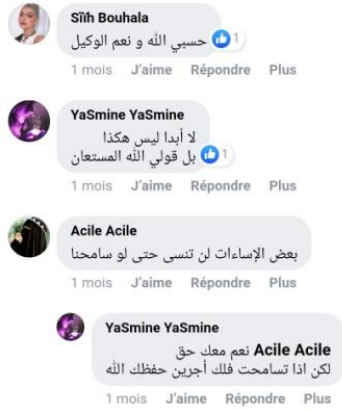 Sïïh Bouhala
حسبي الله و نعم الوكيل
1
1 mois J'aime Répondre Plus
YaSmine YaSmine
لا أبدا ليس هكذا
بل قولي الله المستعان
1
1 mois J'aime Répondre Plus
Acile Acile
بعض الإساءات لن تنسى حتى لو سامحنا
1 mois J'aime Répondre Plus
YaSmine YaSmine
Acile Acile نعم معك حق
لكن اذا تسامحت فلك أجرين حفظك الله
1 mois J'aime Répondre Plus